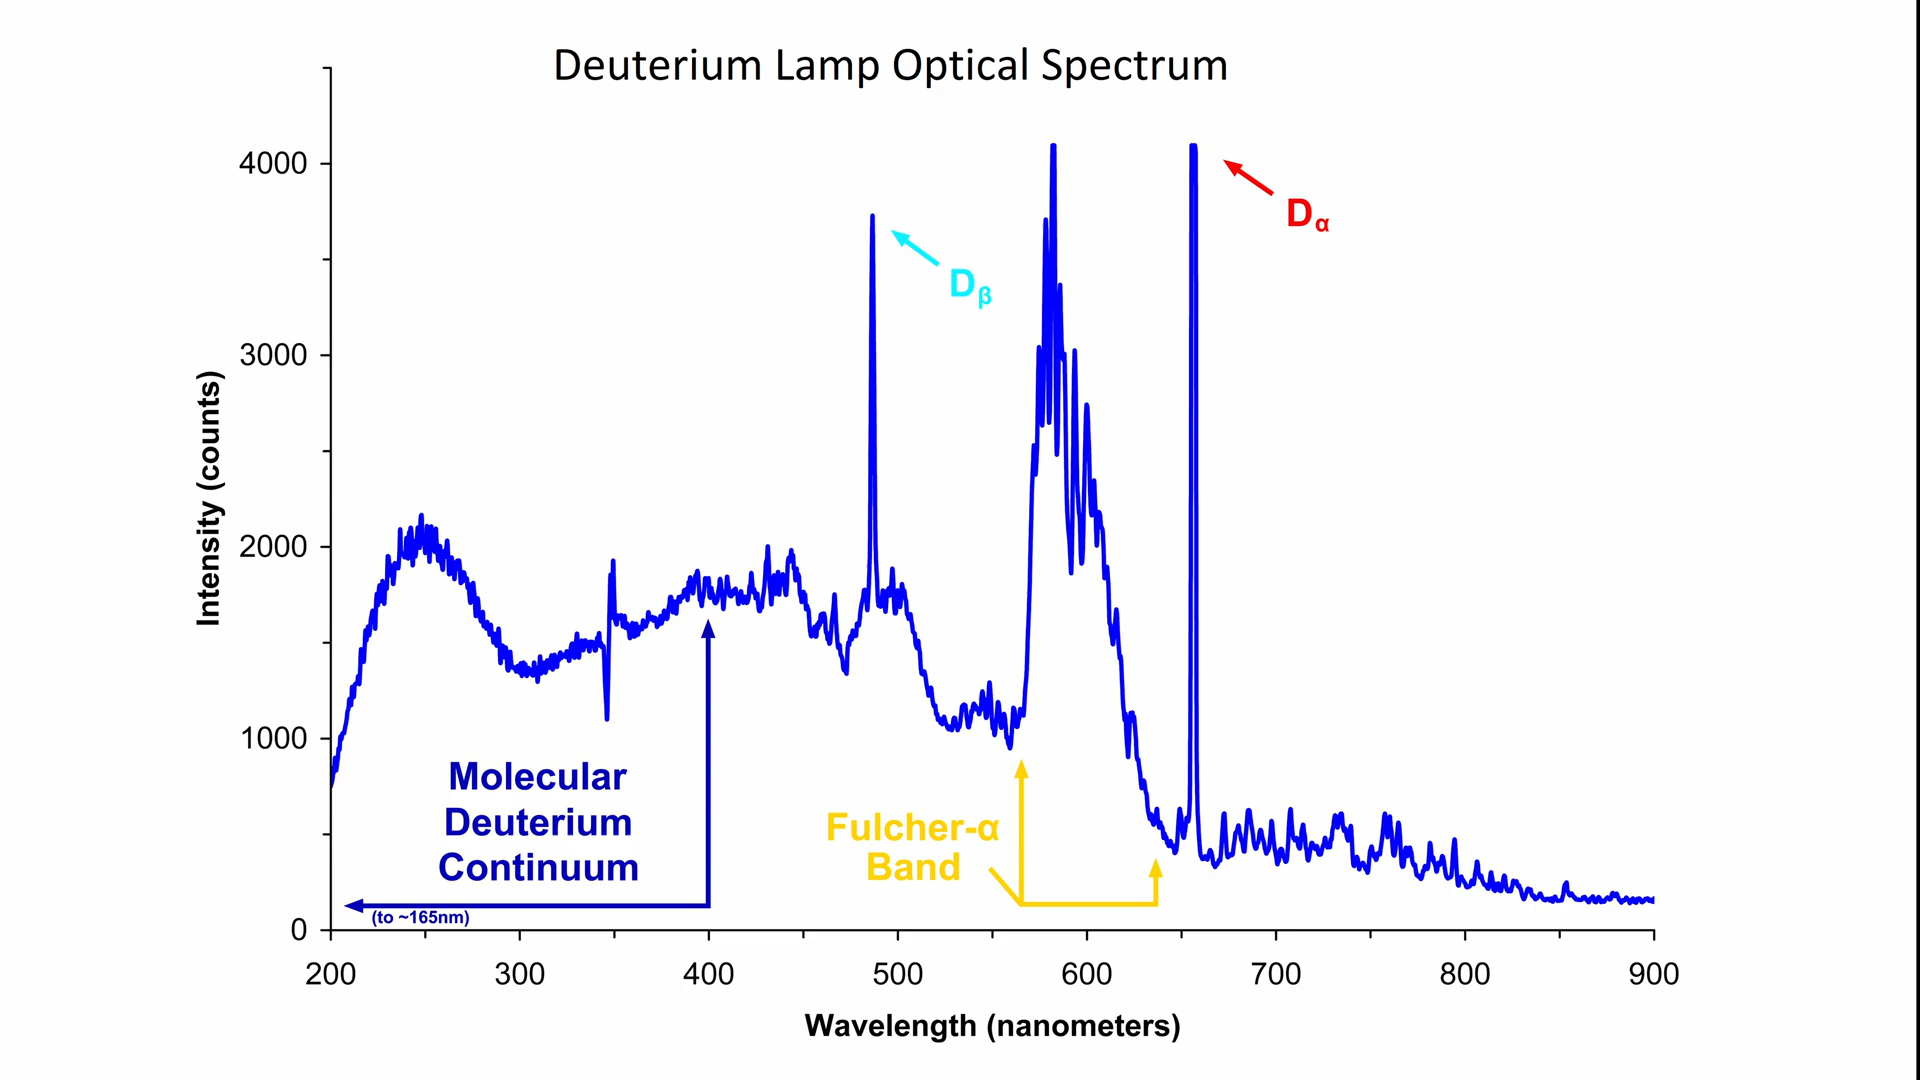 Deuterium Lamp Optical Spectrum
4000
3000
2000
1000
0
Intensity (counts)
Dβ
Dα
Molecular
Deuterium
Continuum
(to ~165nm)
Fulcher-α
Band
200 300 400 500 600 700 800 900
Wavelength (nanometers)